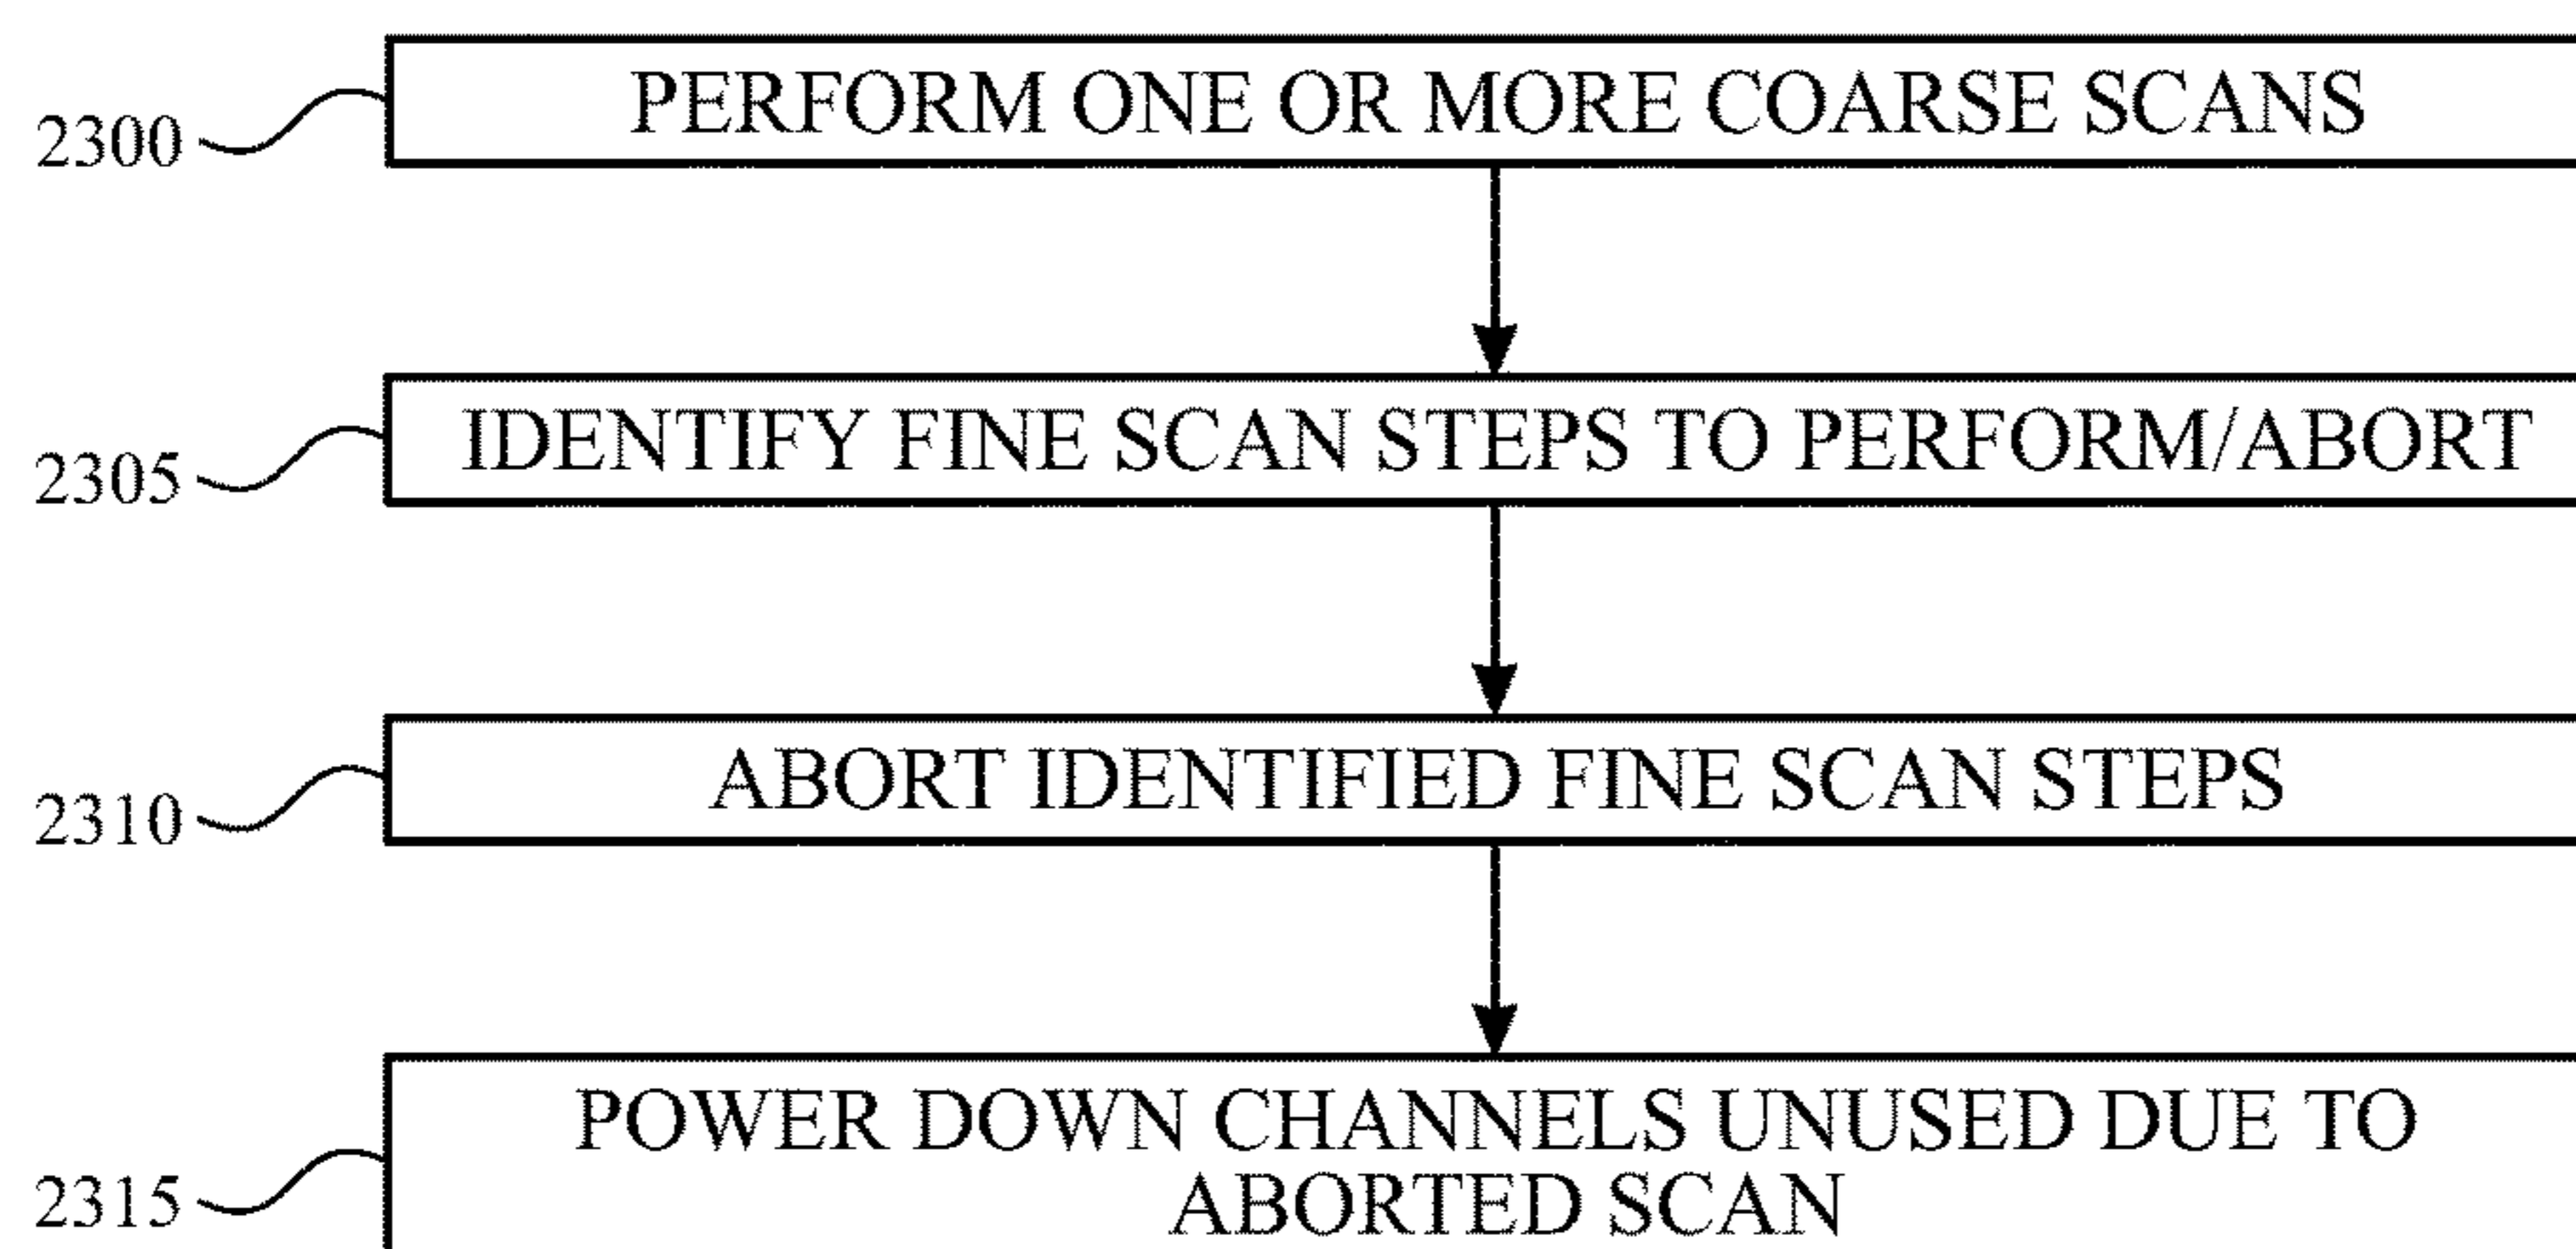 PERFORM ONE OR MORE COARSE SCANS
2300
IDENTIFY FINE SCAN STEPS TO PERFORM/ABORT
2305
ABORT IDENTIFIED FINE SCAN STEPS
2310
POWER DOWN CHANNELS UNUSED DUE TO
ABORTED SCAN
2315